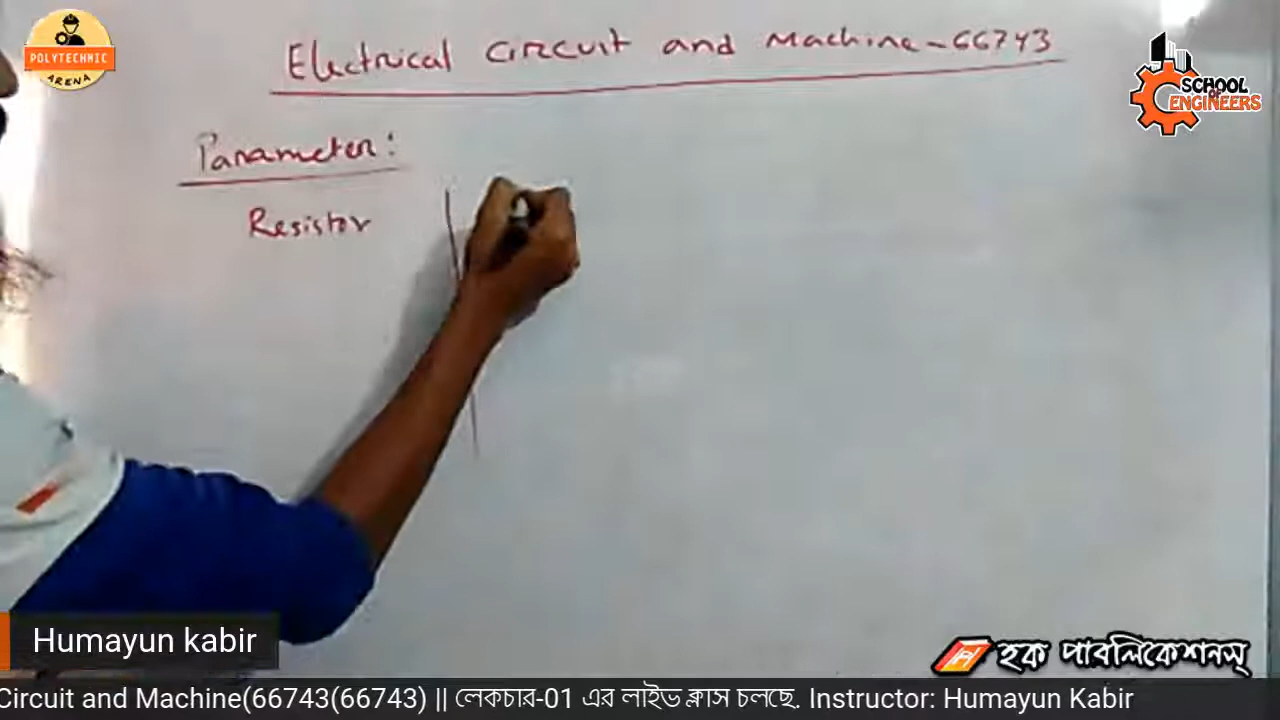 POLYTECHNIC
ARENA
Electrical Circuit and Machine - 66743
SCHOOL
OF
ENGINEERS
Parameter:
Resistor
Humayun kabir
হক পাবলিকেশনস্
Circuit and Machine(66743(66743) || লেকচার-01 এর লাইভ ক্লাস চলছে. Instructor: Humayun Kabir